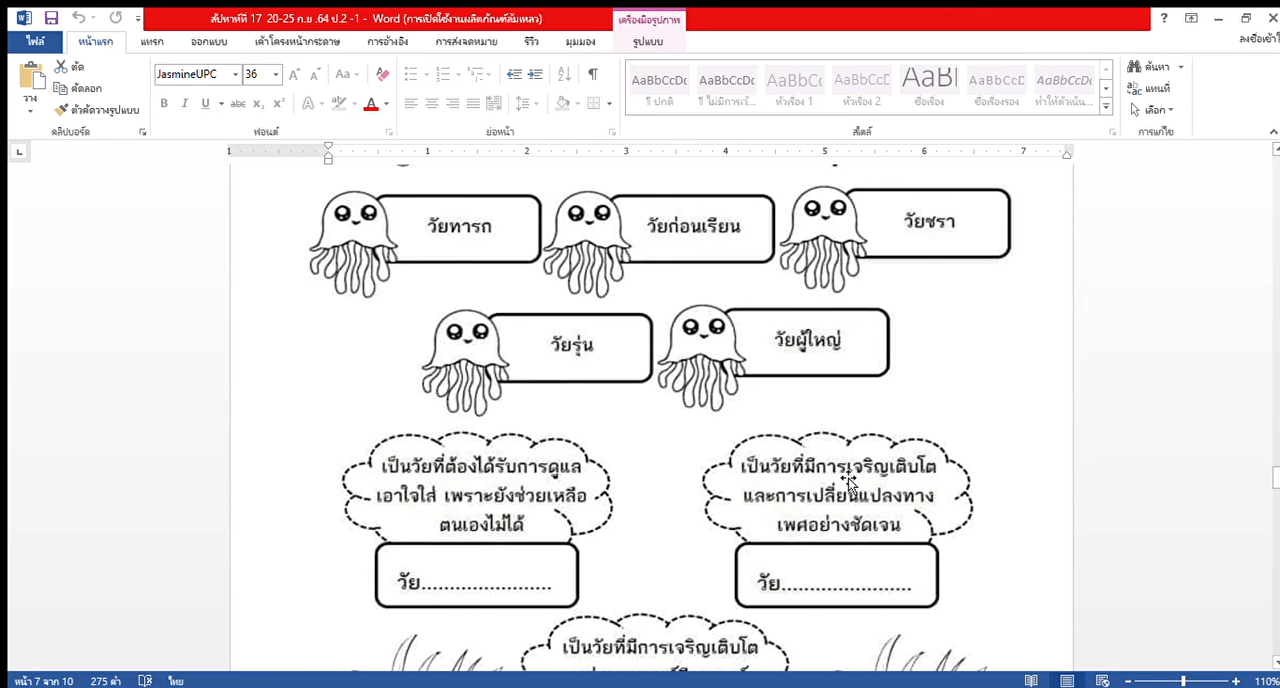 สัปหาห์ที่ 17 20-25 ก.ย .64 ป.2 -1 - Word (การเปิดใช้งานผลิตภัณฑ์ล้มเหลว)
เครื่องมือรูปภาพ
ไฟล์ หน้าแรก แทรก ออกแบบ เค้าโครงหน้ากระดาษ การอ้างอิง การส่งจดหมาย รีวิว มุมมอง รูปแบบ
ลงชื่อเข้าใ
วาง
ตัด
คัดลอก
ตัวคัดวางรูปแบบ
คลิปบอร์ด
JasmineUPC 36
ฟอนต์
ย่อหน้า
AaBbCcDc AaBbCcDc AaBbCc AaBbCcC AaBl AaBbCcD AaBbCcDc
¶ ปกติ ¶ ไม่มีการเว้... หัวเรื่อง 1 หัวเรื่อง 2 ชื่อเรื่อง ชื่อเรื่องรอง ทำให้ตัวเน้น...
สไตล์
ค้นหา
แทนที่
เลือก
การแก้ไข
1 1 2 3 4 5 6 7
วัยทารก
วัยก่อนเรียน
วัยชรา
วัยรุ่น
วัยผู้ใหญ่
เป็นวัยที่ต้องได้รับการดูแล
เอาใจใส่ เพราะยังช่วยเหลือ
ตนเองไม่ได้
วัย......................
เป็นวัยที่มีการเจริญเติบโต
และการเปลี่ยนแปลงทาง
เพศอย่างชัดเจน
วัย......................
เป็นวัยที่มีการเจริญเติบโต
หน้า 7 จาก 10 275 คำ ไทย 110%